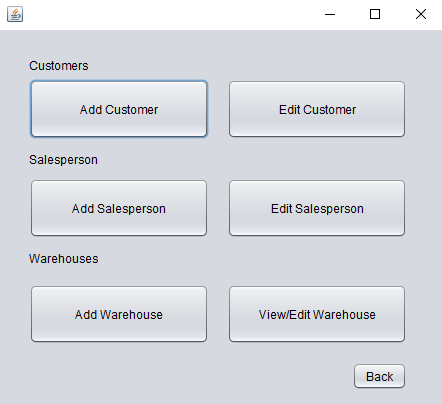 Customers
Add Customer Edit Customer
Salesperson
Add Salesperson Edit Salesperson
Warehouses
Add Warehouse View/Edit Warehouse
Back